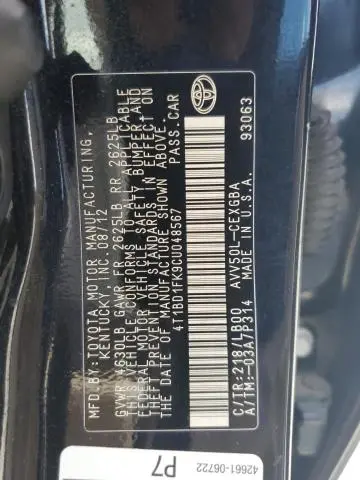 MFD.BY:TOYOTA MOTOR MANUFACTURING,
KENTUCKY, INC. 08/12
GVWR 4630LB GAWR FR 2625LB RR 2625LB
THIS VEHICLE CONFORMS TO ALL APPLICABLE
FEDERAL MOTOR VEHICLE SAFETY, BUMPER, AND
THEFT PREVENTION STANDARDS IN EFFECT ON
THE DATE OF MANUFACTURE SHOWN ABOVE.
4T1BD1FK9CU048567 PASS.CAR
C/TR:218/LB00 AVV50L-CEXGBA
A/TM:-03A/P314 MADE IN U.S.A. 93063
42661-06722
P7